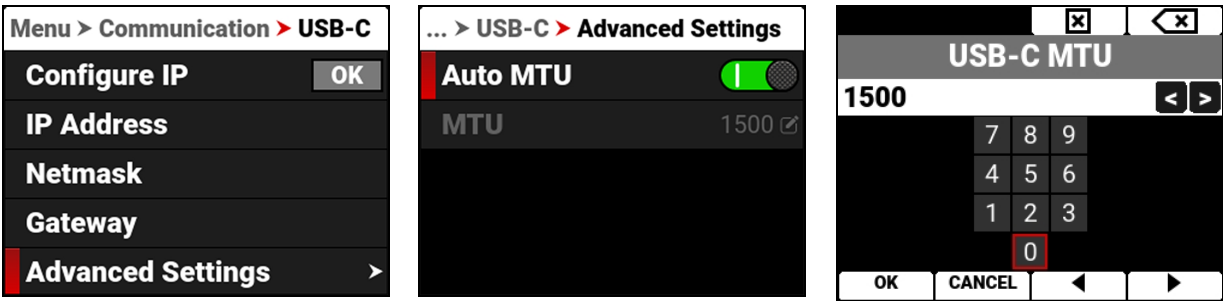 Menu > Communication > USB-C
Configure IP OK
IP Address
Netmask
Gateway
Advanced Settings >
... > USB-C > Advanced Settings
Auto MTU
MTU 1500
USB-C MTU
1500 < >
7 8 9
4 5 6
1 2 3
0
OK CANCEL ◀ ▶